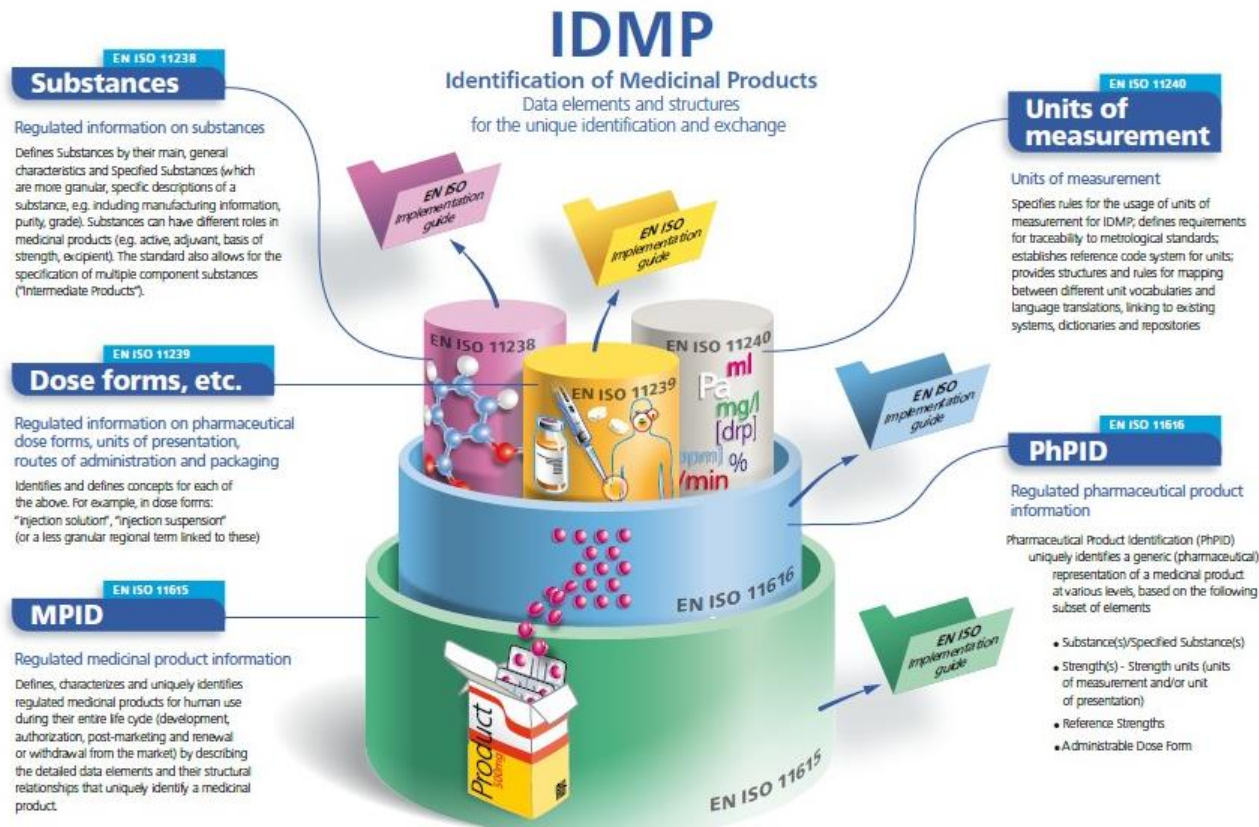 IDMP
Identification of Medicinal Products
Data elements and structures
for the unique identification and exchange
EN ISO 11238
Substances
Regulated information on substances
Defines Substances by their main, general
characteristics and Specified Substances (which
are more granular, specific descriptions of a
substance, e.g. including manufacturing information,
purity, grade). Substances can have different roles in
medicinal products (e.g. active, adjuvant, basis of
strength, excipient). The standard also allows for the
specification of multiple component substances
("Intermediate Products").
EN ISO 11239
Dose forms, etc.
Regulated information on pharmaceutical
dose forms, units of presentation,
routes of administration and packaging
Identifies and defines concepts for each of
the above. For example, in dose forms:
"injection solution", "injection suspension"
(or a less granular regional term linked to these)
EN ISO 11615
MPID
Regulated medicinal product information
Defines, characterizes and uniquely identifies
regulated medicinal products for human use
during their entire life cycle (development,
authorization, post-marketing and renewal
or withdrawal from the market) by describing
the detailed data elements and their structural
relationships that uniquely identify a medicinal
product.
EN ISO
Implementation
guide
EN ISO
Implementation
guide
EN ISO 11238
EN ISO 11239
EN ISO 11240
ml
Pa
mg/l
[drp]
%
/min
EN ISO 11616
Product
500mg
EN ISO 11615
EN ISO
Implementation
guide
EN ISO
Implementation
guide
EN ISO 11240
Units of
measurement
Units of measurement
Specifies rules for the usage of units of
measurement for IDMP; defines requirements
for traceability to metrological standards;
establishes reference code system for units;
provides structures and rules for mapping
between different unit vocabularies and
language translations, linking to existing
systems, dictionaries and repositories
EN ISO 11616
PhPID
Regulated pharmaceutical product
information
Pharmaceutical Product Identification (PhPID)
uniquely identifies a generic (pharmaceutical)
representation of a medicinal product
at various levels, based on the following
subset of elements
• Substance(s)/Specified Substance(s)
• Strength(s) - Strength units (units
of measurement and/or unit
of presentation)
• Reference Strengths
• Administrable Dose Form